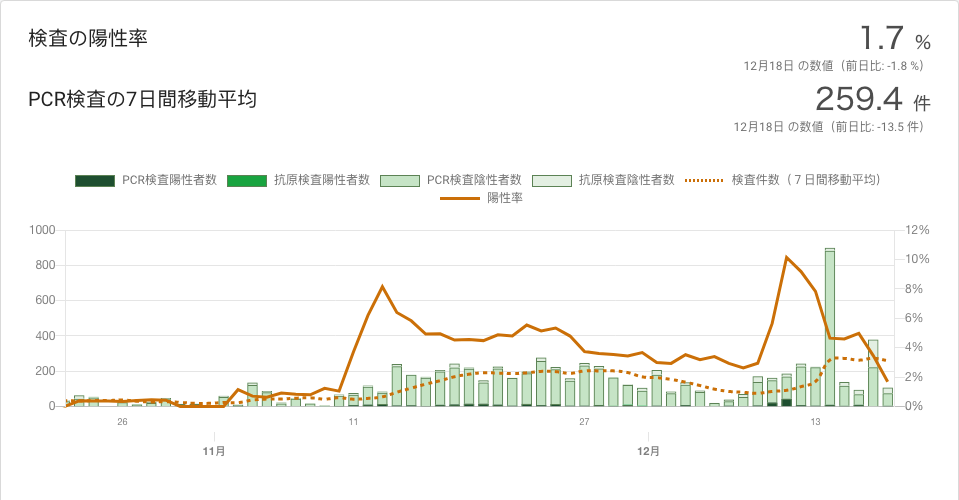 検査の陽性率
1.7 %
12月18日 の数値（前日比: -1.8 %）
PCR検査の7日間移動平均
259.4 件
12月18日 の数値（前日比: -13.5 件）
PCR検査陽性者数 抗原検査陽性者数 PCR検査陰性者数 抗原検査陰性者数 検査件数（７日間移動平均）
陽性率
1000 12%
10%
800
8%
600
6%
400
4%
200
2%
0 0%
26 11 27 13
11月 12月